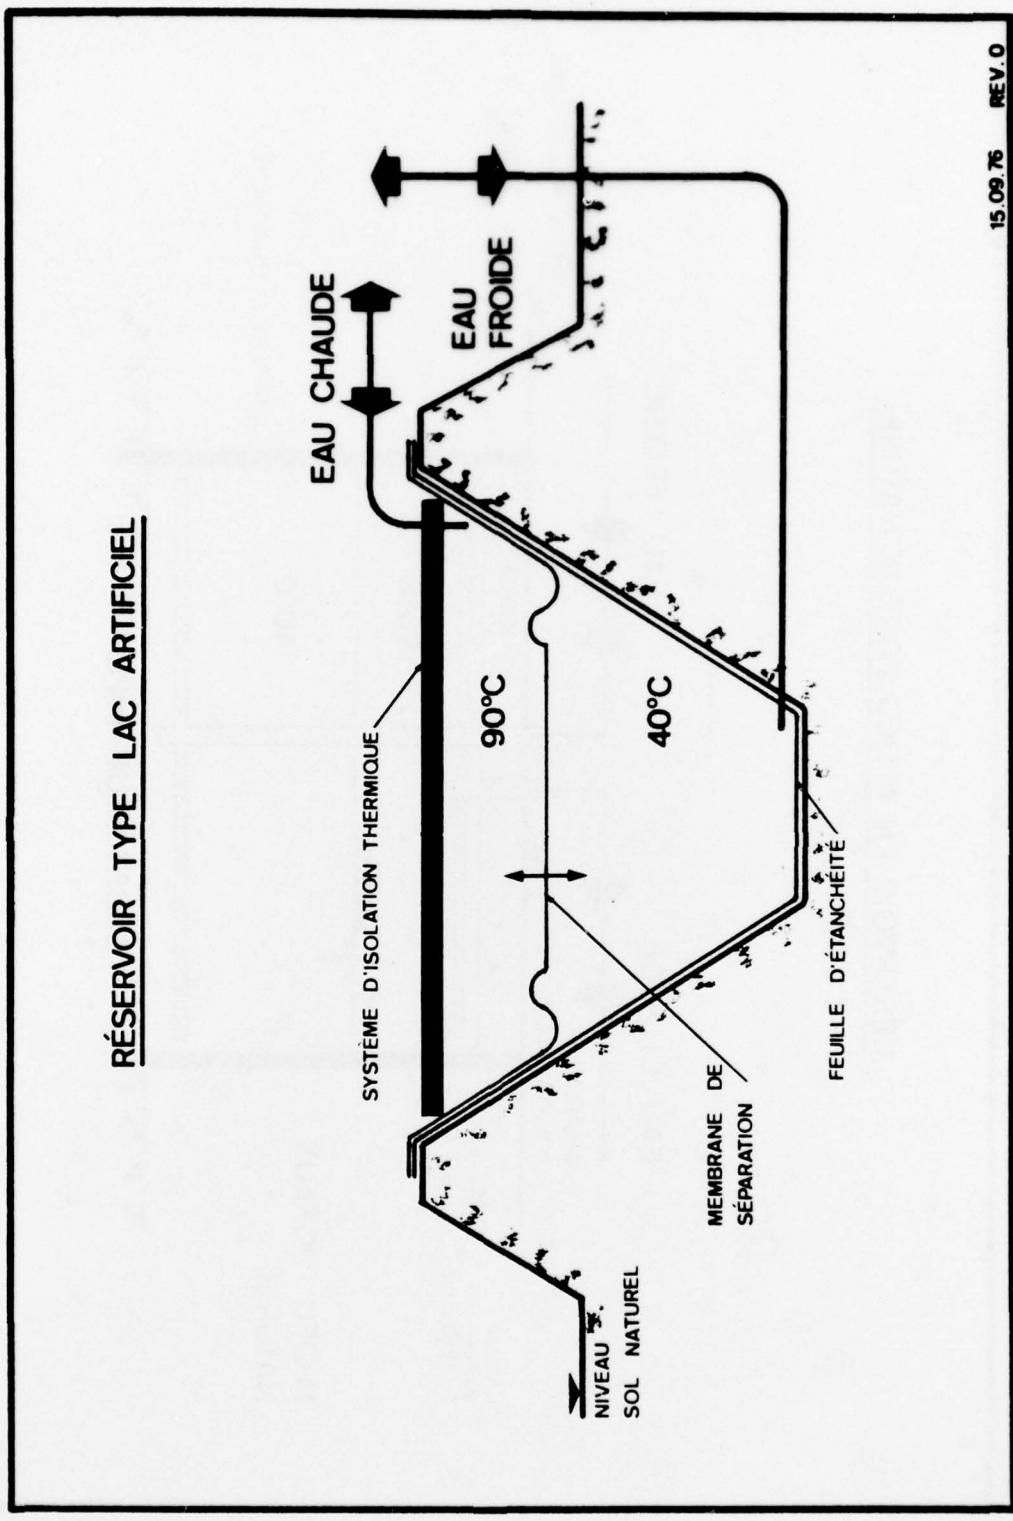 RÉSERVOIR TYPE LAC ARTIFICIEL
EAU CHAUDE
SYSTÈME D'ISOLATION THERMIQUE
EAU
FROIDE
90°C
40°C
NIVEAU
SOL NATUREL
MEMBRANE DE
SÉPARATION
FEUILLE D'ÉTANCHÉITÉ
15.09.76 REV. 0